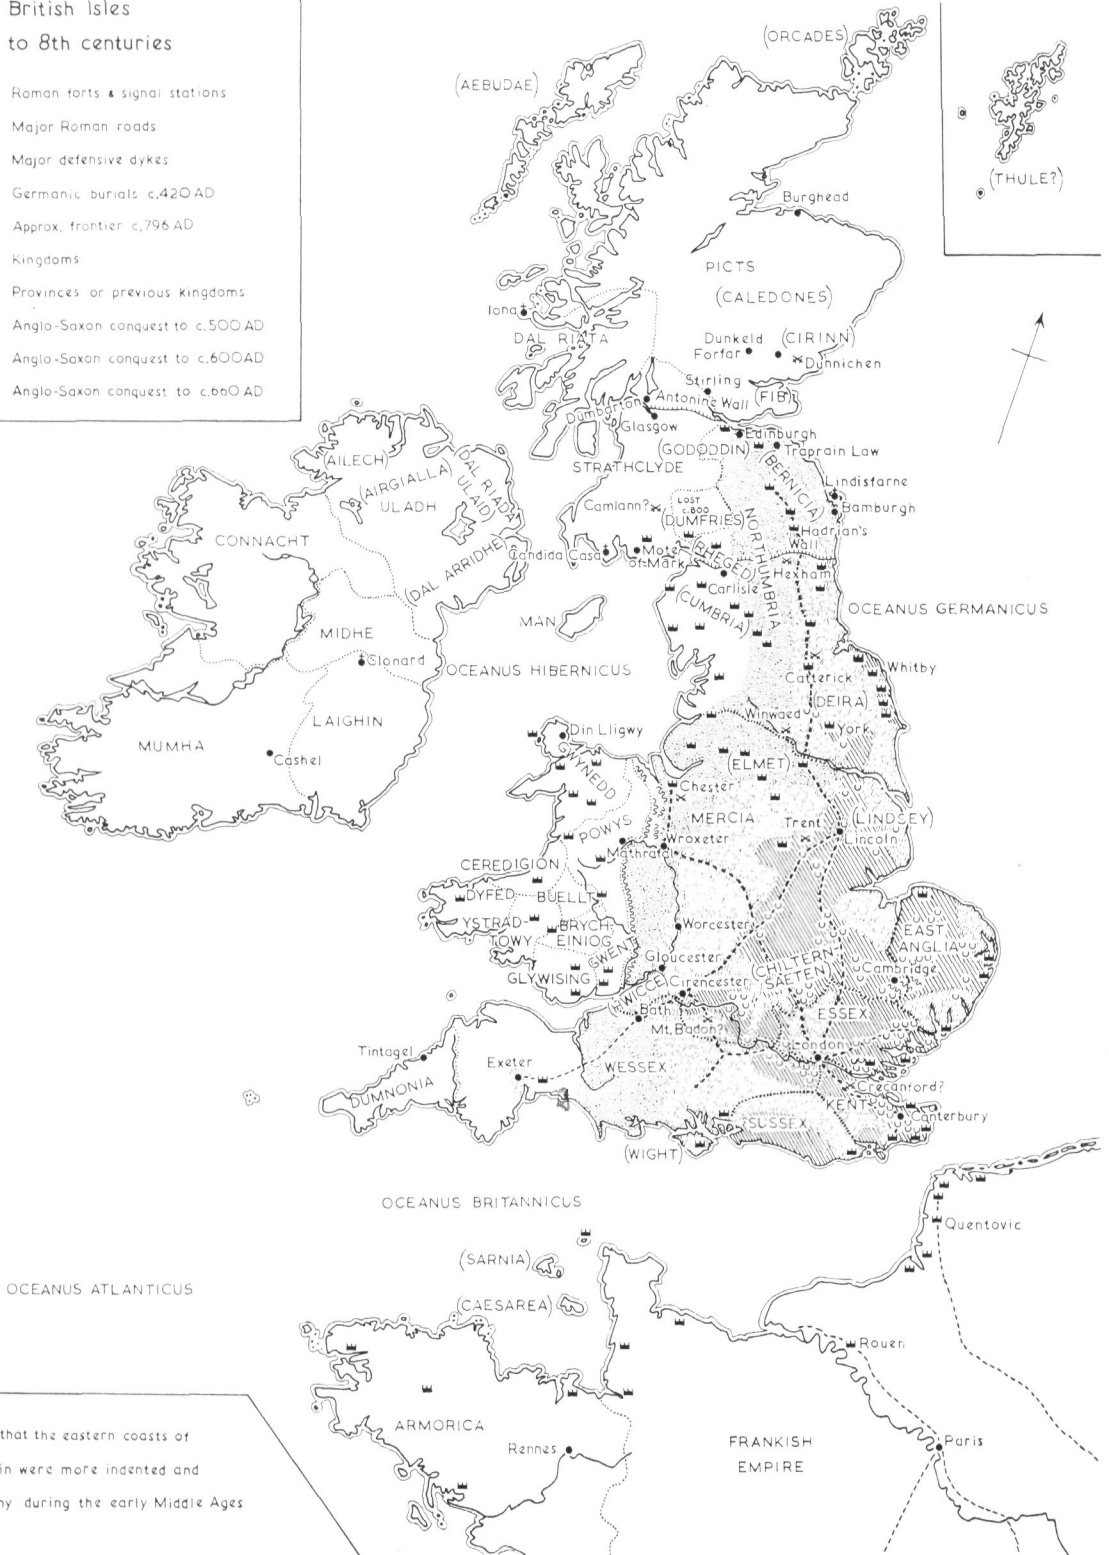 British Isles
to 8th centuries
Roman forts & signal stations
Major Roman roads
Major defensive dykes
Germanic burials c.420 AD
Approx. frontier c.796 AD
Kingdoms
Provinces or previous kingdoms
Anglo-Saxon conquest to c.500 AD
Anglo-Saxon conquest to c.600 AD
Anglo-Saxon conquest to c.660 AD
(ORCADES)
(AEBUDAE)
(THULE?)
Burghead
PICTS
(CALEDONES)
Iona
DAL RIATA
Dunkeld
(CIRINN)
Forfar
Dunnichen
Stirling
(FIB)
Dumbarton
Antonine Wall
Glasgow
Edinburgh
(GODODDIN)
Traprain Law
STRATHCLYDE
(BERNICIA)
Lindisfarne
Bamburgh
LOST
c.800
Camlann?
(DUMFRIES)
NORTHUMBRIA
Hadrian's
Wall
Candida Casa
Mote
of Mark
(RHEGED)
Hexham
Carlisle
(CUMBRIA)
(AILECH)
(AIRGIALLA)
ULADH
DAL RIADA
ULAID)
CONNACHT
(DAL ARRIDHE)
MIDHE
Clonard
LAIGHIN
MUMHA
Cashel
MAN
OCEANUS GERMANICUS
OCEANUS HIBERNICUS
Whitby
Catterick
(DEIRA)
Winwaed
York
Din Lligwy
(ELMET)
GWYNEDD
Chester
MERCIA
Trent
(LINDSEY)
Lincoln
POWYS
Wroxeter
Mathrafal
CEREDIGION
DYFED
BUELLT
YSTRAD-
TOWY
BRYCH-
EINIOG
Worcester
EAST
ANGLIA
GWENT
Gloucester
(CHILTERN
SAETEN)
Cambridge
GLYWISING
(HWICCE)
Cirencester
Bath
ESSEX
Mt. Badon?
London
Tintagel
Exeter
WESSEX
DUMNONIA
Crecanford?
KENT
Canterbury
SUSSEX
(WIGHT)
OCEANUS BRITANNICUS
Quentovic
(SARNIA)
OCEANUS ATLANTICUS
(CAESAREA)
Rouen
ARMORICA
Rennes
FRANKISH
EMPIRE
Paris
that the eastern coasts of
in were more indented and
ny during the early Middle Ages